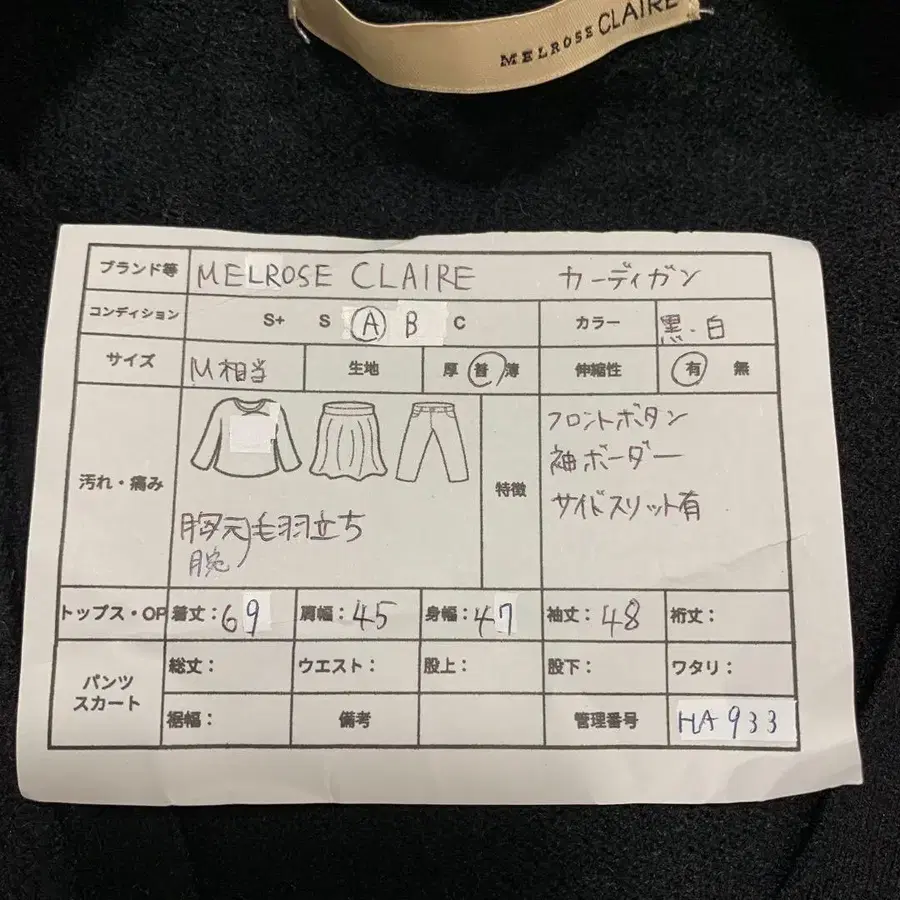 MELROSE CLAIRE
ブランド等 MELROSE CLAIRE カーディガン
コンディション S+ S A B C カラー 黒.白
サイズ M相当 生地 厚 普 薄 伸縮性 有 無
汚れ・痛み
胸元毛羽立ち
腕
特徴
フロントボタン
袖ボーダー
サイドスリット有
トップス・OP 着丈:69 肩幅:45 身幅:47 袖丈:48 裄丈:
パンツ
スカート
総丈: ウエスト: 股上: 股下: ワタリ:
裾幅: 備考 管理番号 HA933